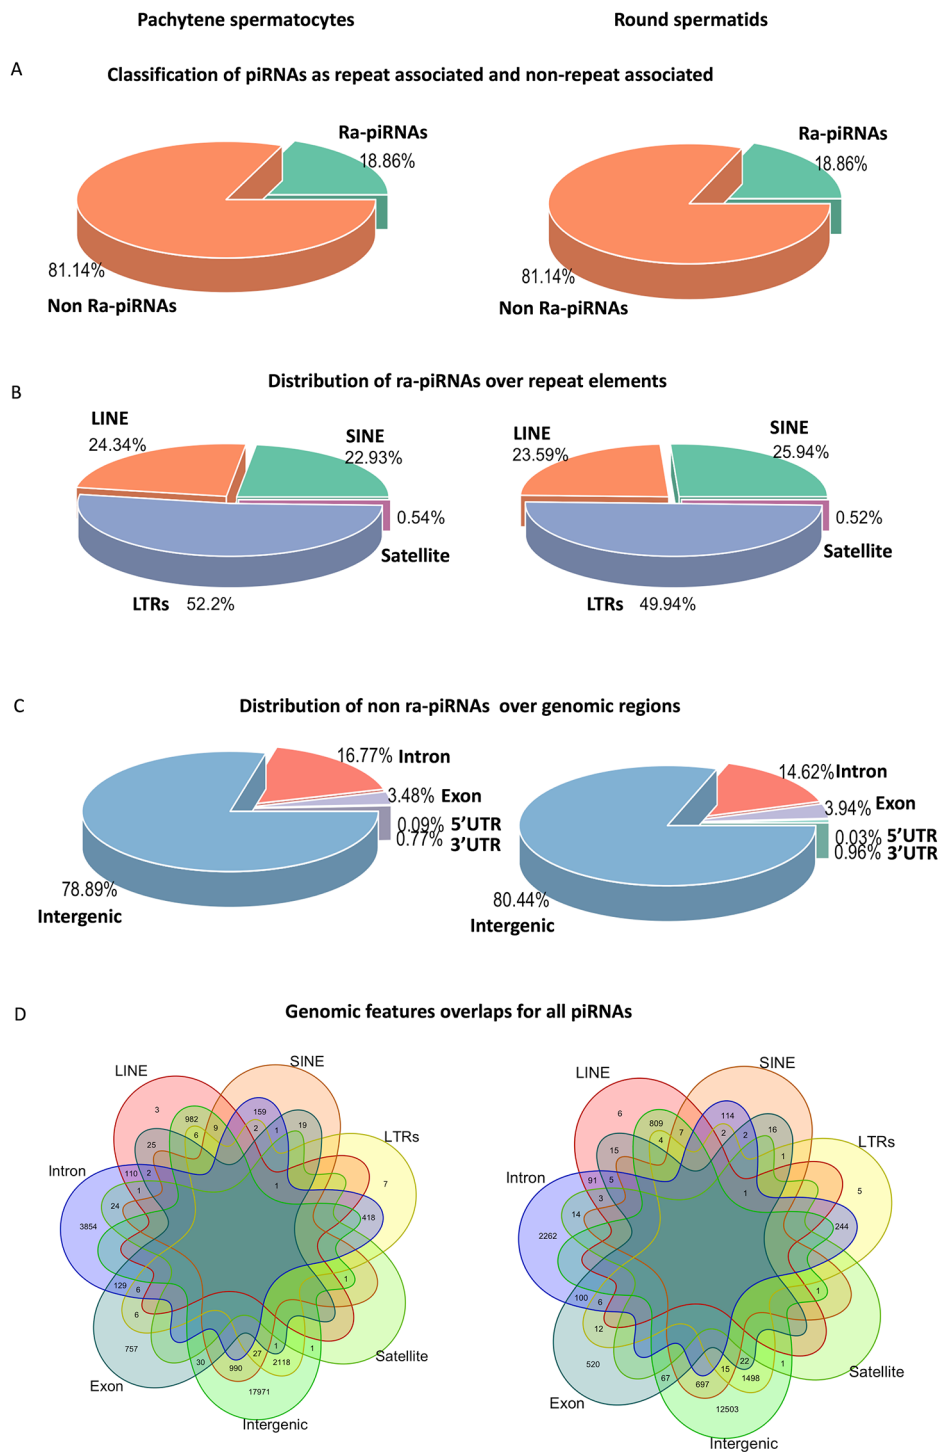 Pachytene spermatocytes
Round spermatids
A
Classification of piRNAs as repeat associated and non-repeat associated
Ra-piRNAs
18.86%
81.14%
Non Ra-piRNAs
Ra-piRNAs
18.86%
81.14%
Non Ra-piRNAs
B
Distribution of ra-piRNAs over repeat elements
LINE
24.34%
SINE
22.93%
0.54%
Satellite
LTRs 52.2%
LINE
23.59%
SINE
25.94%
0.52%
Satellite
LTRs 49.94%
C
Distribution of non ra-piRNAs over genomic regions
16.77% Intron
3.48% Exon
0.09% 5’UTR
0.77% 3’UTR
78.89%
Intergenic
14.62% Intron
3.94% Exon
0.03% 5’UTR
0.96% 3’UTR
80.44%
Intergenic
D
Genomic features overlaps for all piRNAs
SINE
LINE
LTRs
Intron
Satellite
Exon
Intergenic
3
982
159
19
6
9
2
1
25
110
2
1
1
7
24
418
3854
129
6
1
6
757
30
990
27
1
2118
1
17971
SINE
LINE
LTRs
Intron
Satellite
Exon
Intergenic
6
809
114
16
4
7
2
2
1
15
91
5
3
1
5
14
244
2262
100
6
1
12
520
67
697
15
22
1498
1
12503